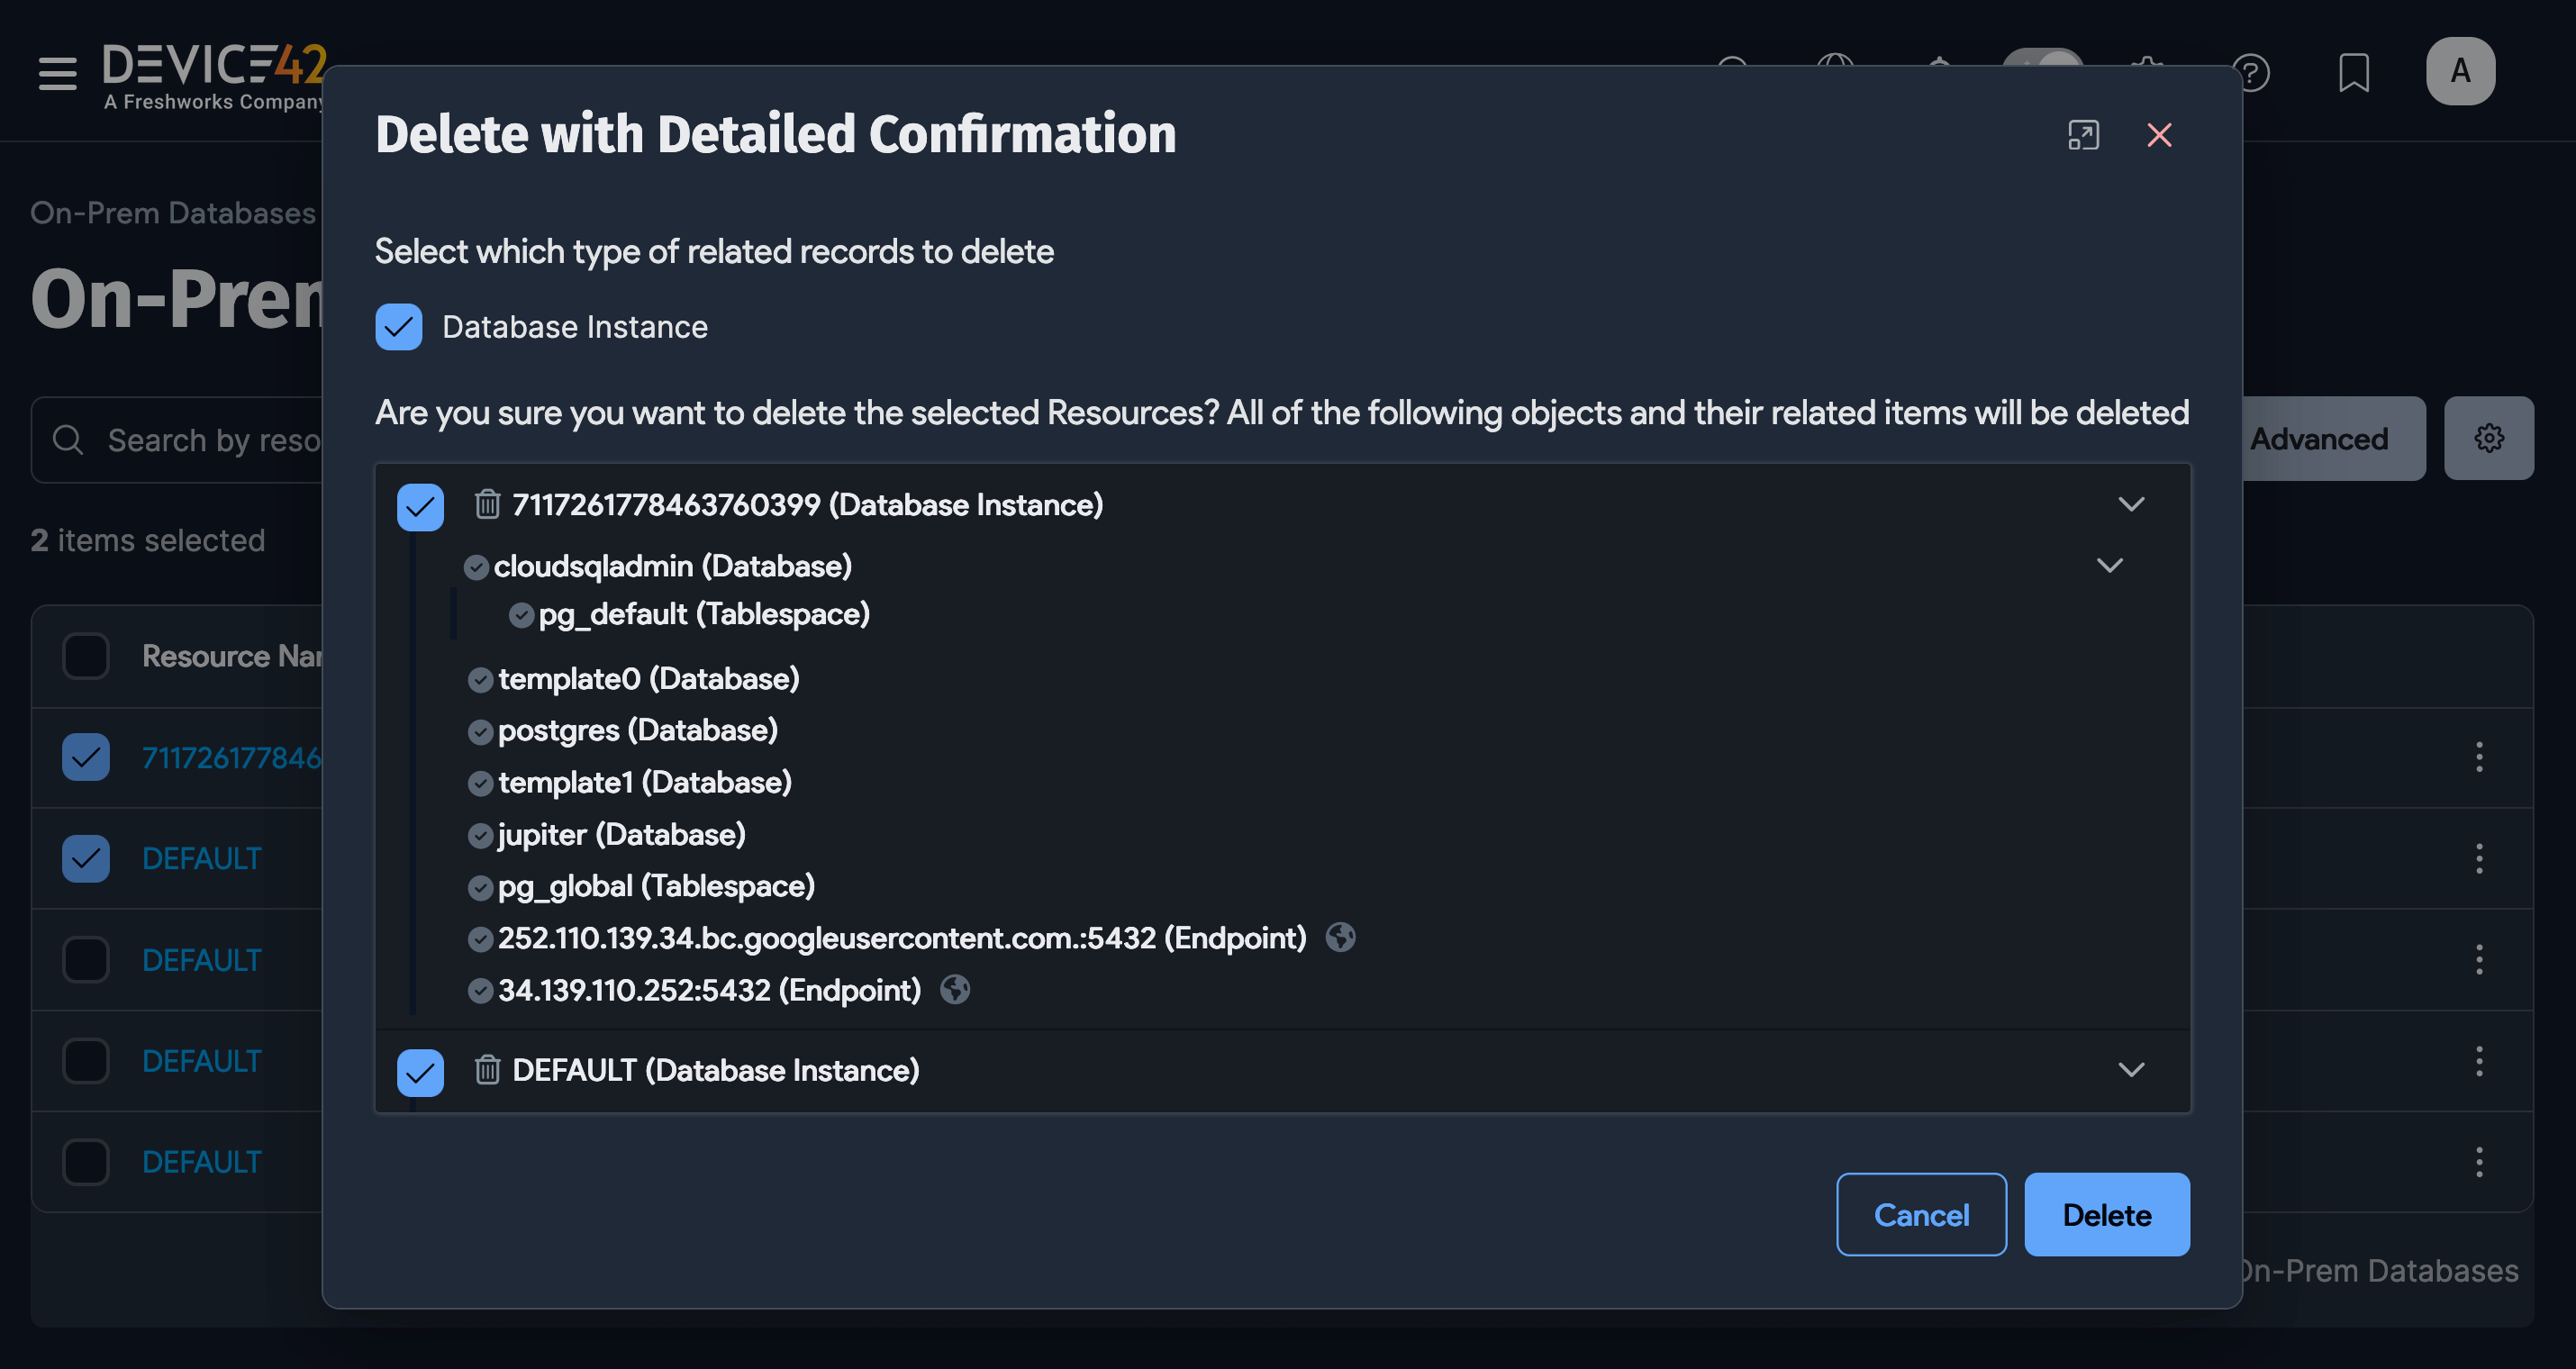 DEVICE42
A Freshworks Company
A
Delete with Detailed Confirmation
On-Prem Databases
Select which type of related records to delete
On-Prem
Database Instance
Are you sure you want to delete the selected Resources? All of the following objects and their related items will be deleted
Search by reso
Advanced
2 items selected
7117261778463760399 (Database Instance)
cloudsqladmin (Database)
pg_default (Tablespace)
Resource Nar
template0 (Database)
postgres (Database)
711726177846
template1 (Database)
jupiter (Database)
DEFAULT
pg_global (Tablespace)
252.110.139.34.bc.googleusercontent.com.:5432 (Endpoint)
DEFAULT
34.139.110.252:5432 (Endpoint)
DEFAULT
DEFAULT (Database Instance)
DEFAULT
Cancel
Delete
On-Prem Databases